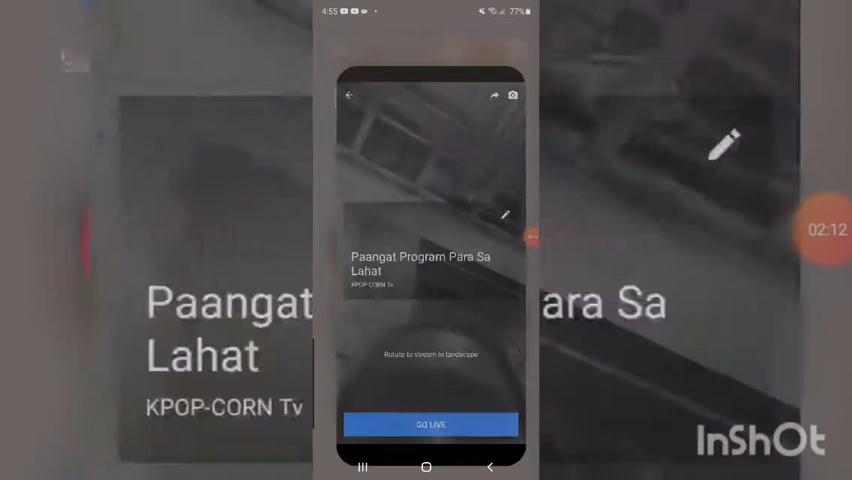 4:55
77%
Paangat Program Para Sa
Lahat
KPOP-CORN Tv
Rotate to stream in landscape
GO LIVE
Paangat
ara Sa
Lahat
KPOP-CORN Tv
02:12
InShOt